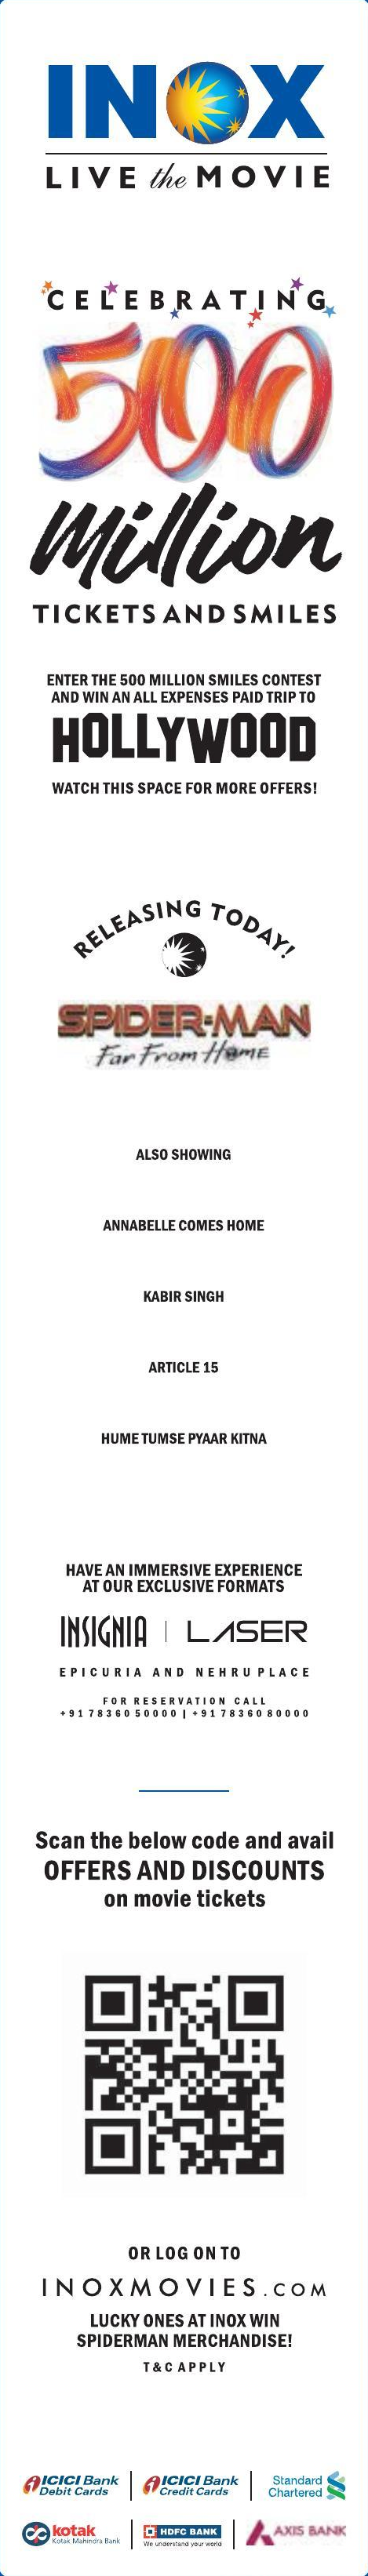 INOX
LIVE the MOVIE
CELEBRATING
500
Million
TICKETS AND SMILES
ENTER THE 500 MILLION SMILES CONTEST
AND WIN AN ALL EXPENSES PAID TRIP TO
HOLLYWOOD
WATCH THIS SPACE FOR MORE OFFERS!
RELEASING TODAY!
SPIDER-MAN
Far From Home
ALSO SHOWING
ANNABELLE COMES HOME
KABIR SINGH
ARTICLE 15
HUME TUMSE PYAAR KITNA
HAVE AN IMMERSIVE EXPERIENCE
AT OUR EXCLUSIVE FORMATS
INSIGNIA | LASER
EPICURIA AND NEHRU PLACE
FOR RESERVATION CALL
+91 78360 50000 | +91 78360 80000
Scan the below code and avail
OFFERS AND DISCOUNTS
on movie tickets
OR LOG ON TO
INOXMOVIES.COM
LUCKY ONES AT INOX WIN
SPIDERMAN MERCHANDISE!
T&C APPLY
ICICI Bank ICICI Bank Standard
Debit Cards Credit Cards Chartered
kotak HDFC BANK AXIS BANK
Kotak Mahindra Bank We understand your world